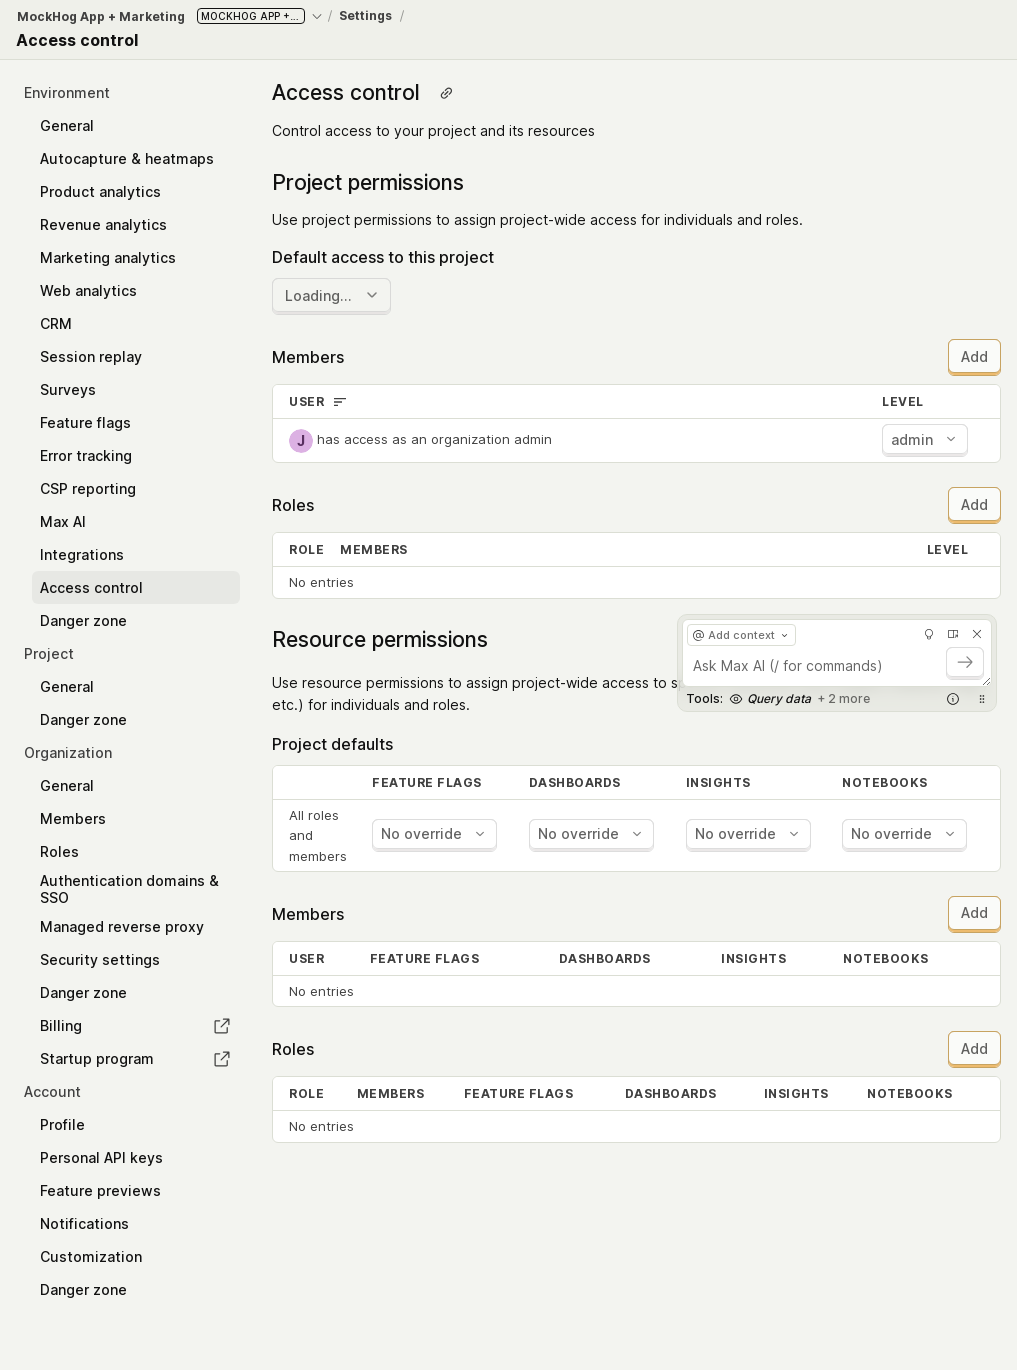 MockHog App + Marketing MOCKHOG APP +... / Settings /
Access control
Environment
General
Autocapture & heatmaps
Product analytics
Revenue analytics
Marketing analytics
Web analytics
CRM
Session replay
Surveys
Feature flags
Error tracking
CSP reporting
Max AI
Integrations
Access control
Danger zone
Project
General
Danger zone
Organization
General
Members
Roles
Authentication domains &
SSO
Managed reverse proxy
Security settings
Danger zone
Billing
Startup program
Account
Profile
Personal API keys
Feature previews
Notifications
Customization
Danger zone
Access control
Control access to your project and its resources
Project permissions
Use project permissions to assign project-wide access for individuals and roles.
Default access to this project
Loading...
Members Add
USER LEVEL
J has access as an organization admin admin
Roles Add
ROLE MEMBERS LEVEL
No entries
Resource permissions
Use resource permissions to assign project-wide access to
etc.) for individuals and roles.
@ Add context
Ask Max AI (/ for commands)
Tools: Query data + 2 more
Project defaults
FEATURE FLAGS DASHBOARDS INSIGHTS NOTEBOOKS
All roles
and
members
No override No override No override No override
Members Add
USER FEATURE FLAGS DASHBOARDS INSIGHTS NOTEBOOKS
No entries
Roles Add
ROLE MEMBERS FEATURE FLAGS DASHBOARDS INSIGHTS NOTEBOOKS
No entries